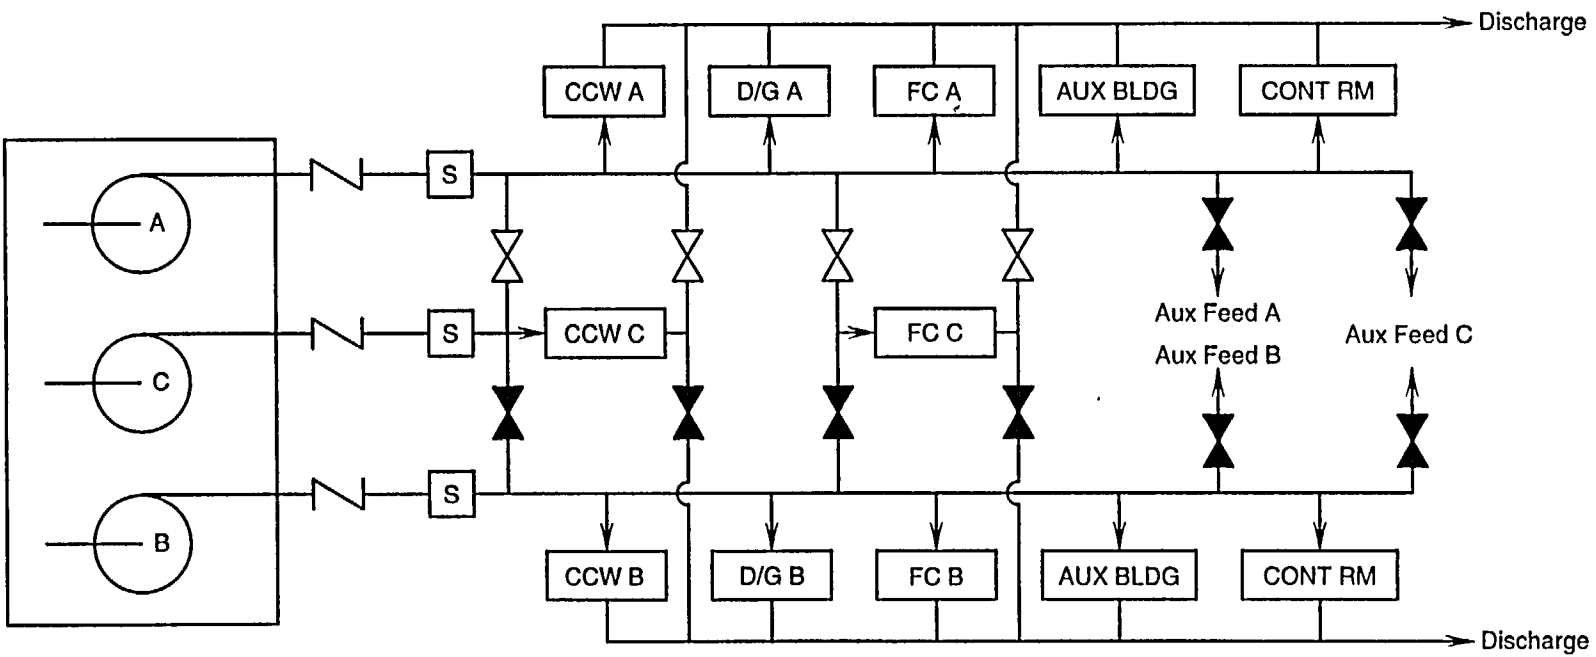 Discharge
CCW A
D/G A
FC A
AUX BLDG
CONT RM
A
S
C
S
CCW C
FC C
Aux Feed A
Aux Feed B
Aux Feed C
B
S
CCW B
D/G B
FC B
AUX BLDG
CONT RM
Discharge